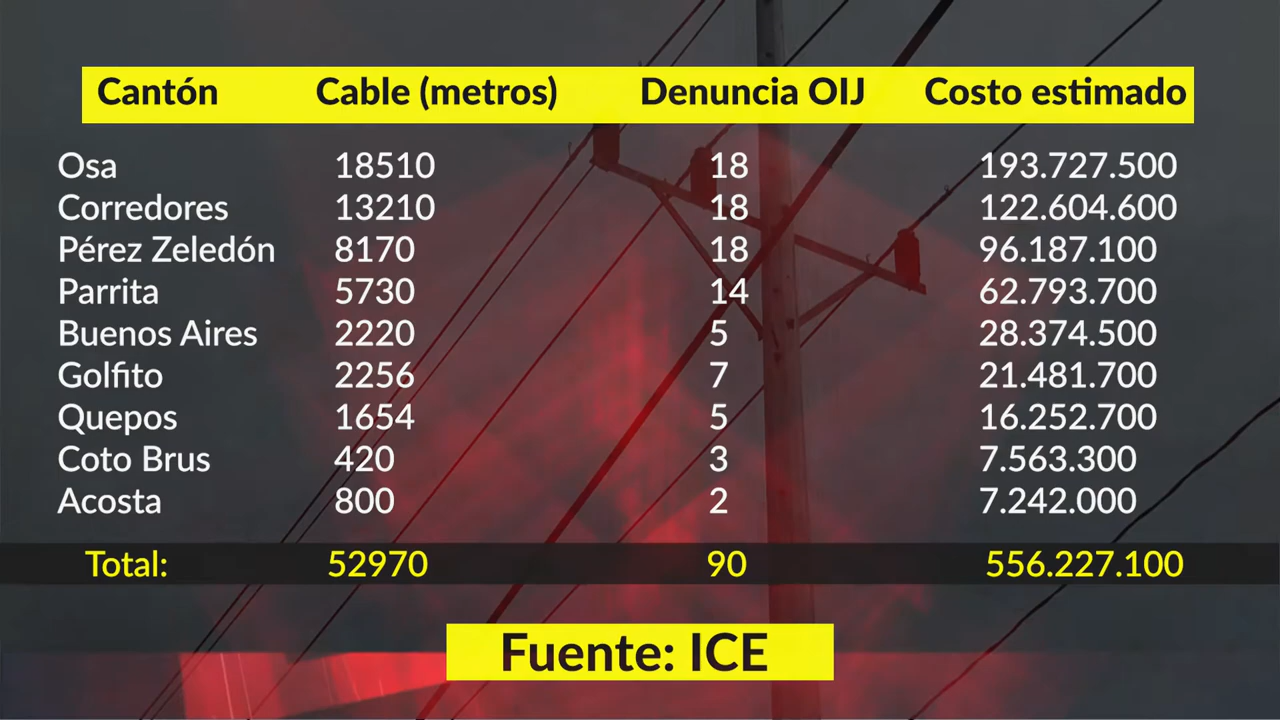 Cantón Cable (metros) Denuncia OIJ Costo estimado
Osa 18510 18 193.727.500
Corredores 13210 18 122.604.600
Pérez Zeledón 8170 18 96.187.100
Parrita 5730 14 62.793.700
Buenos Aires 2220 5 28.374.500
Golfito 2256 7 21.481.700
Quepos 1654 5 16.252.700
Coto Brus 420 3 7.563.300
Acosta 800 2 7.242.000
Total: 52970 90 556.227.100
Fuente: ICE